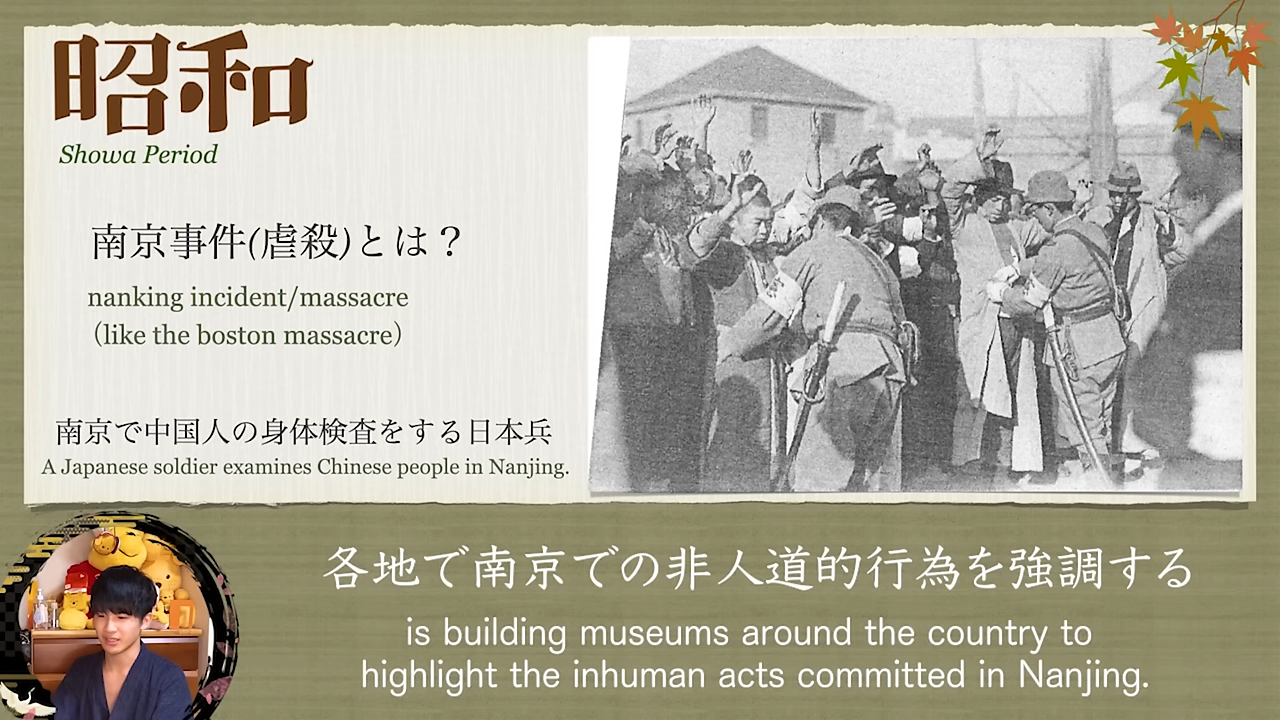 昭和
Showa Period
南京事件(虐殺)とは？
nanking incident/massacre
（like the boston massacre）
南京で中国人の身体検査をする日本兵
A Japanese soldier examines Chinese people in Nanjing.
各地で南京での非人道的行為を強調する
is building museums around the country to
highlight the inhuman acts committed in Nanjing.